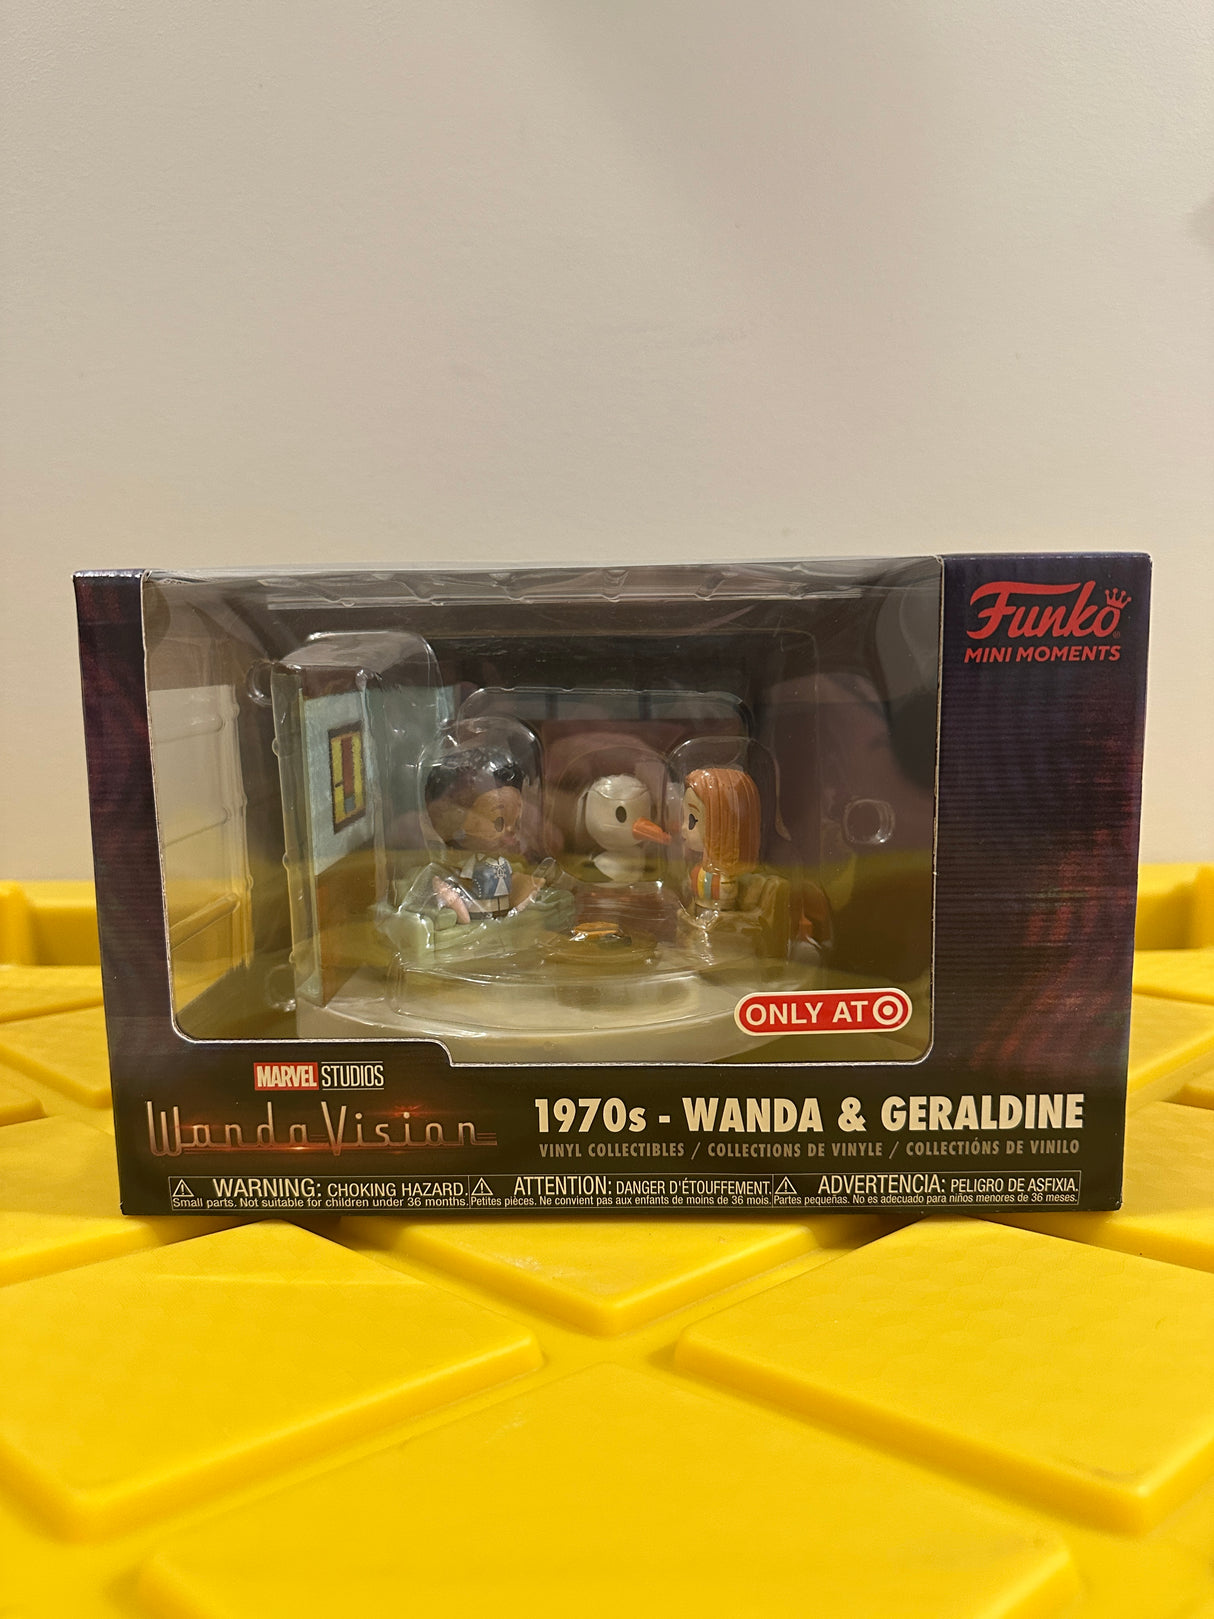 Funko
MINI MOMENTS
ONLY AT
MARVEL STUDIOS
WandaVision
1970s - WANDA & GERALDINE
VINYL COLLECTIBLES / COLLECTIONS DE VINYLE / COLLECTIÓNS DE VINILO
WARNING: CHOKING HAZARD.
Small parts. Not suitable for children under 36 months.
ATTENTION: DANGER D'ÉTOUFFEMENT.
Petites pièces. Ne convient pas aux enfants de moins de 36 mois.
ADVERTENCIA: PELIGRO DE ASFIXIA.
Partes pequeñas. No es adecuado para niños menores de 36 meses.